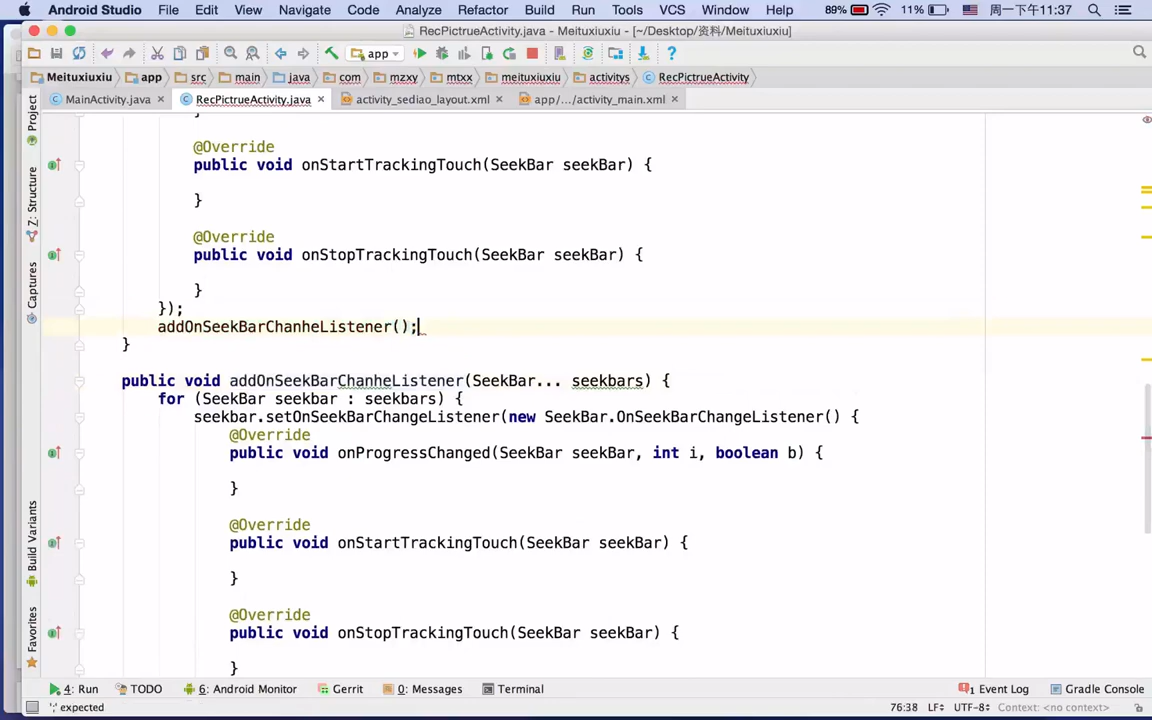 Android Studio File Edit View Navigate Code Analyze Refactor Build Run Tools VCS Window Help 89% 11% 周一下午11:37
RecPictrueActivity.java - Meituxiuxiu - [~/Desktop/资料/Meituxiuxiu]
app
Meituxiuxiu app src main java com mzxy mtxx meituxiuxiu activitys RecPictrueActivity
MainActivity.java RecPictrueActivity.java activity_sediao_layout.xml app/.../activity_main.xml
Project
Z: Structure
Captures
Build Variants
Favorites
}
@Override
public void onStartTrackingTouch(SeekBar seekBar) {
}
@Override
public void onStopTrackingTouch(SeekBar seekBar) {
}
});
addOnSeekBarChanheListener();
}
public void addOnSeekBarChanheListener(SeekBar... seekbars) {
for (SeekBar seekbar : seekbars) {
seekbar.setOnSeekBarChangeListener(new SeekBar.OnSeekBarChangeListener() {
@Override
public void onProgressChanged(SeekBar seekBar, int i, boolean b) {
}
@Override
public void onStartTrackingTouch(SeekBar seekBar) {
}
@Override
public void onStopTrackingTouch(SeekBar seekBar) {
}
4: Run TODO 6: Android Monitor Gerrit 0: Messages Terminal 1 Event Log Gradle Console
';' expected 76:38 LF÷ UTF-8÷ Context: <no context>